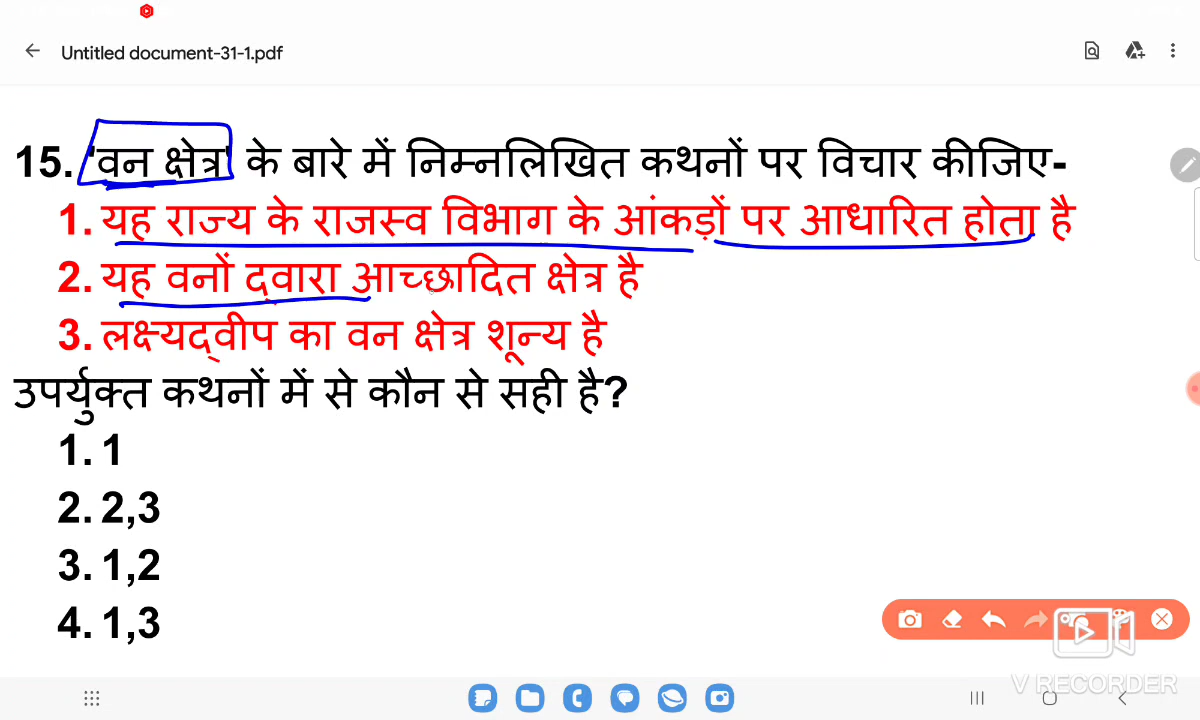 Untitled document-31-1.pdf
15. 'वन क्षेत्र' के बारे में निम्नलिखित कथनों पर विचार कीजिए-
1. यह राज्य के राजस्व विभाग के आंकड़ों पर आधारित होता है
2. यह वनों द्वारा आच्छादित क्षेत्र है
3. लक्ष्यद्वीप का वन क्षेत्र शून्य है
उपर्युक्त कथनों में से कौन से सही है?
1. 1
2. 2,3
3. 1,2
4. 1,3
V RECORDER